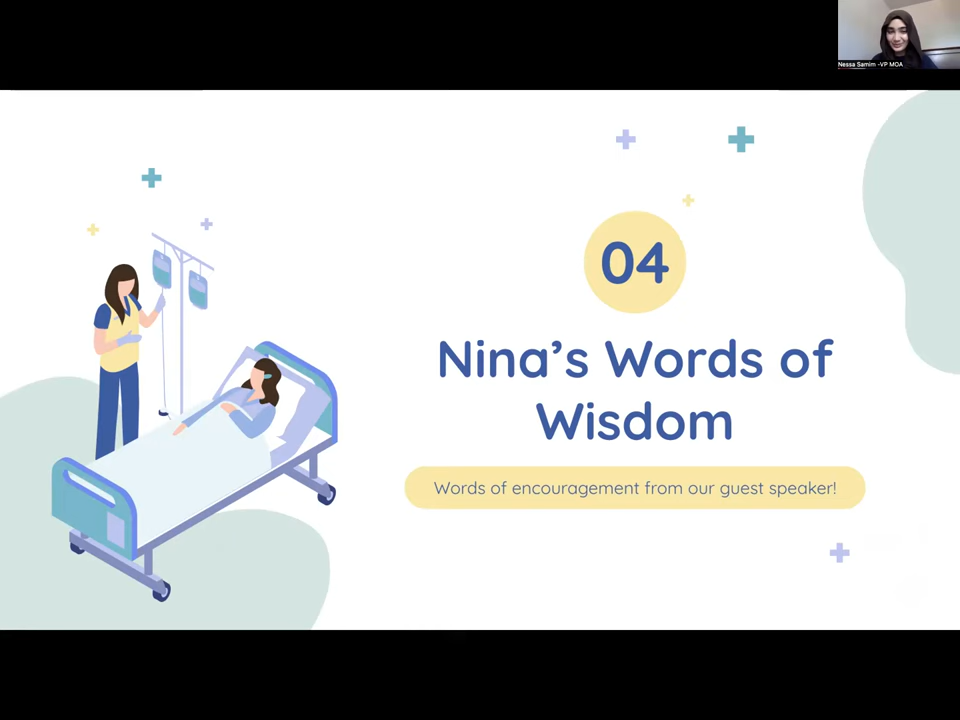 Nessa Samim -VP MOA
04
Nina's Words of
Wisdom
Words of encouragement from our guest speaker!